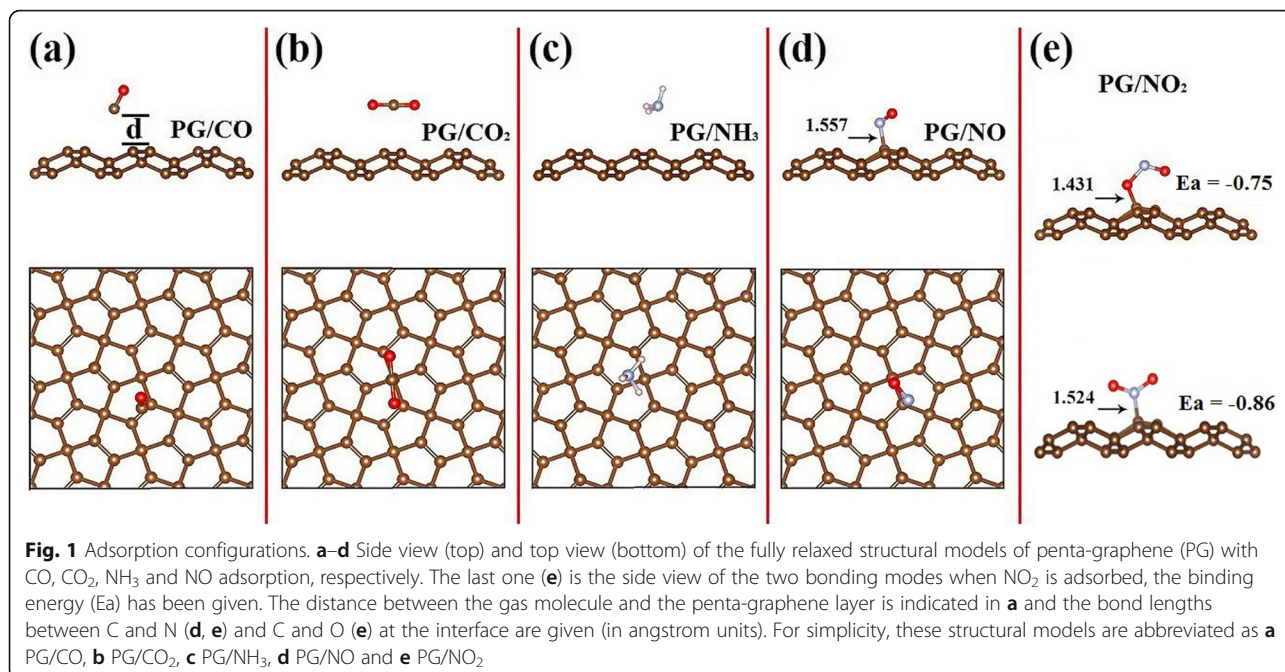 (a)
(b)
(c)
(d)
(e)
d
PG/CO
PG/CO₂
PG/NH₃
1.557
PG/NO
PG/NO₂
1.431
Ea = -0.75
1.524
Ea = -0.86
Fig. 1 Adsorption configurations. a–d Side view (top) and top view (bottom) of the fully relaxed structural models of penta-graphene (PG) with
CO, CO₂, NH₃ and NO adsorption, respectively. The last one (e) is the side view of the two bonding modes when NO₂ is adsorbed, the binding
energy (Ea) has been given. The distance between the gas molecule and the penta-graphene layer is indicated in a and the bond lengths
between C and N (d, e) and C and O (e) at the interface are given (in angstrom units). For simplicity, these structural models are abbreviated as a
PG/CO, b PG/CO₂, c PG/NH₃, d PG/NO and e PG/NO₂